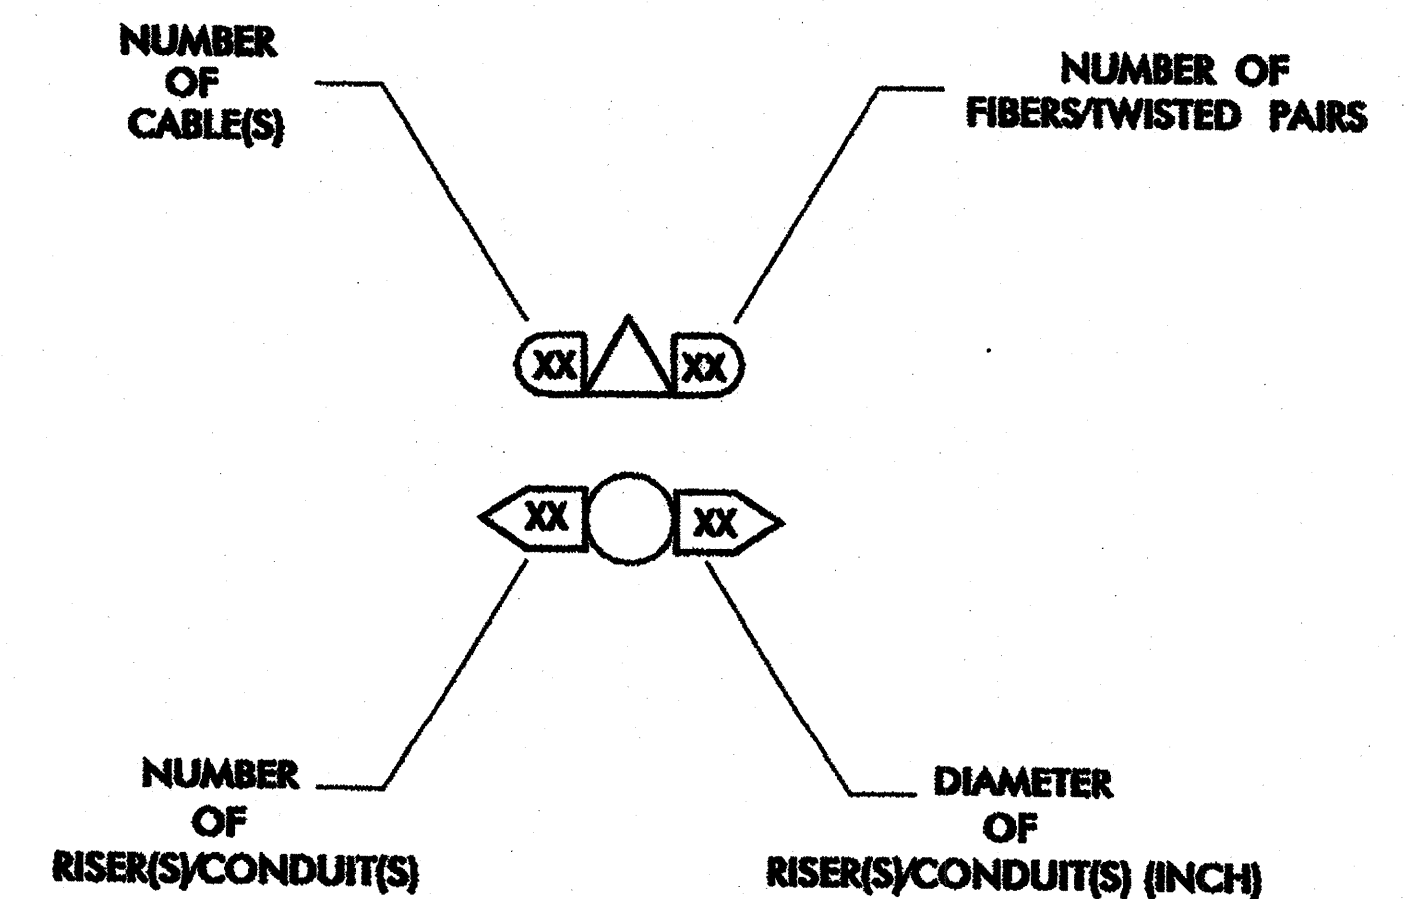 NUMBER
OF
CABLE(S)
NUMBER OF
FIBERS/TWISTED PAIRS
XX
XX
XX
XX
NUMBER
OF
RISER(S)/CONDUIT(S)
DIAMETER
OF
RISER(S)/CONDUIT(S) (INCH)